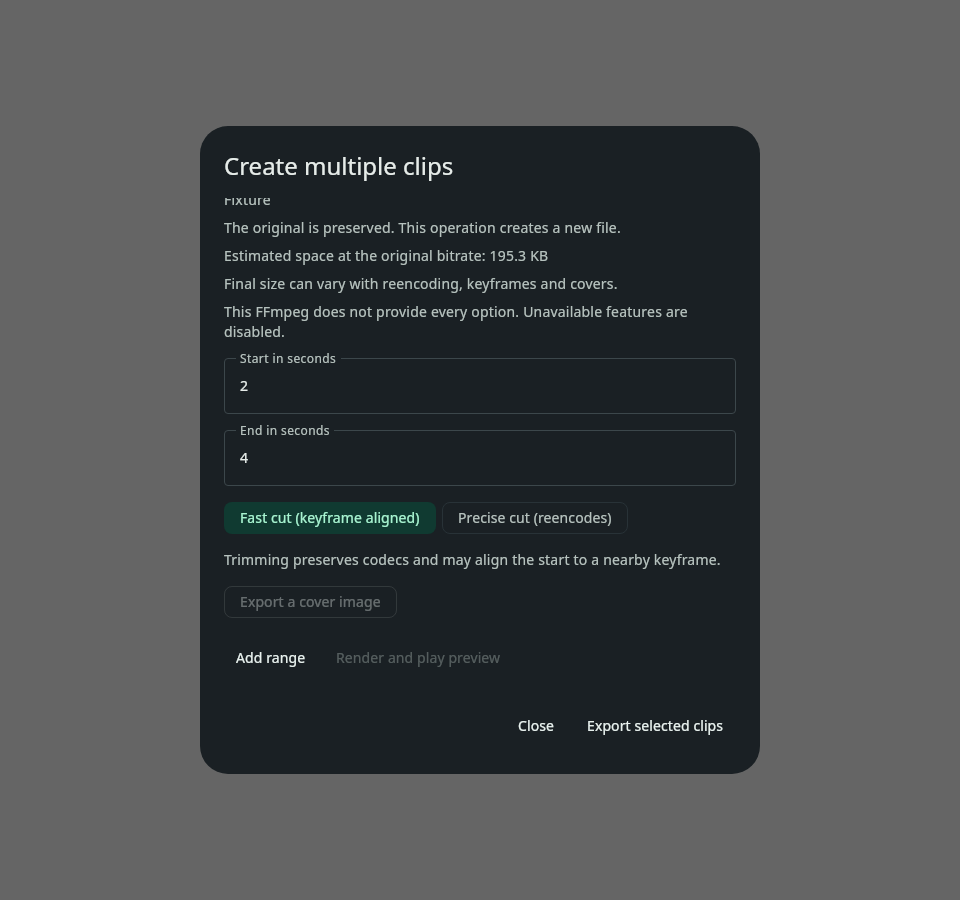 Create multiple clips
Fixture
The original is preserved. This operation creates a new file.
Estimated space at the original bitrate: 195.3 KB
Final size can vary with reencoding, keyframes and covers.
This FFmpeg does not provide every option. Unavailable features are
disabled.
Start in seconds
2
End in seconds
4
Fast cut (keyframe aligned)
Precise cut (reencodes)
Trimming preserves codecs and may align the start to a nearby keyframe.
Export a cover image
Add range
Render and play preview
Close
Export selected clips